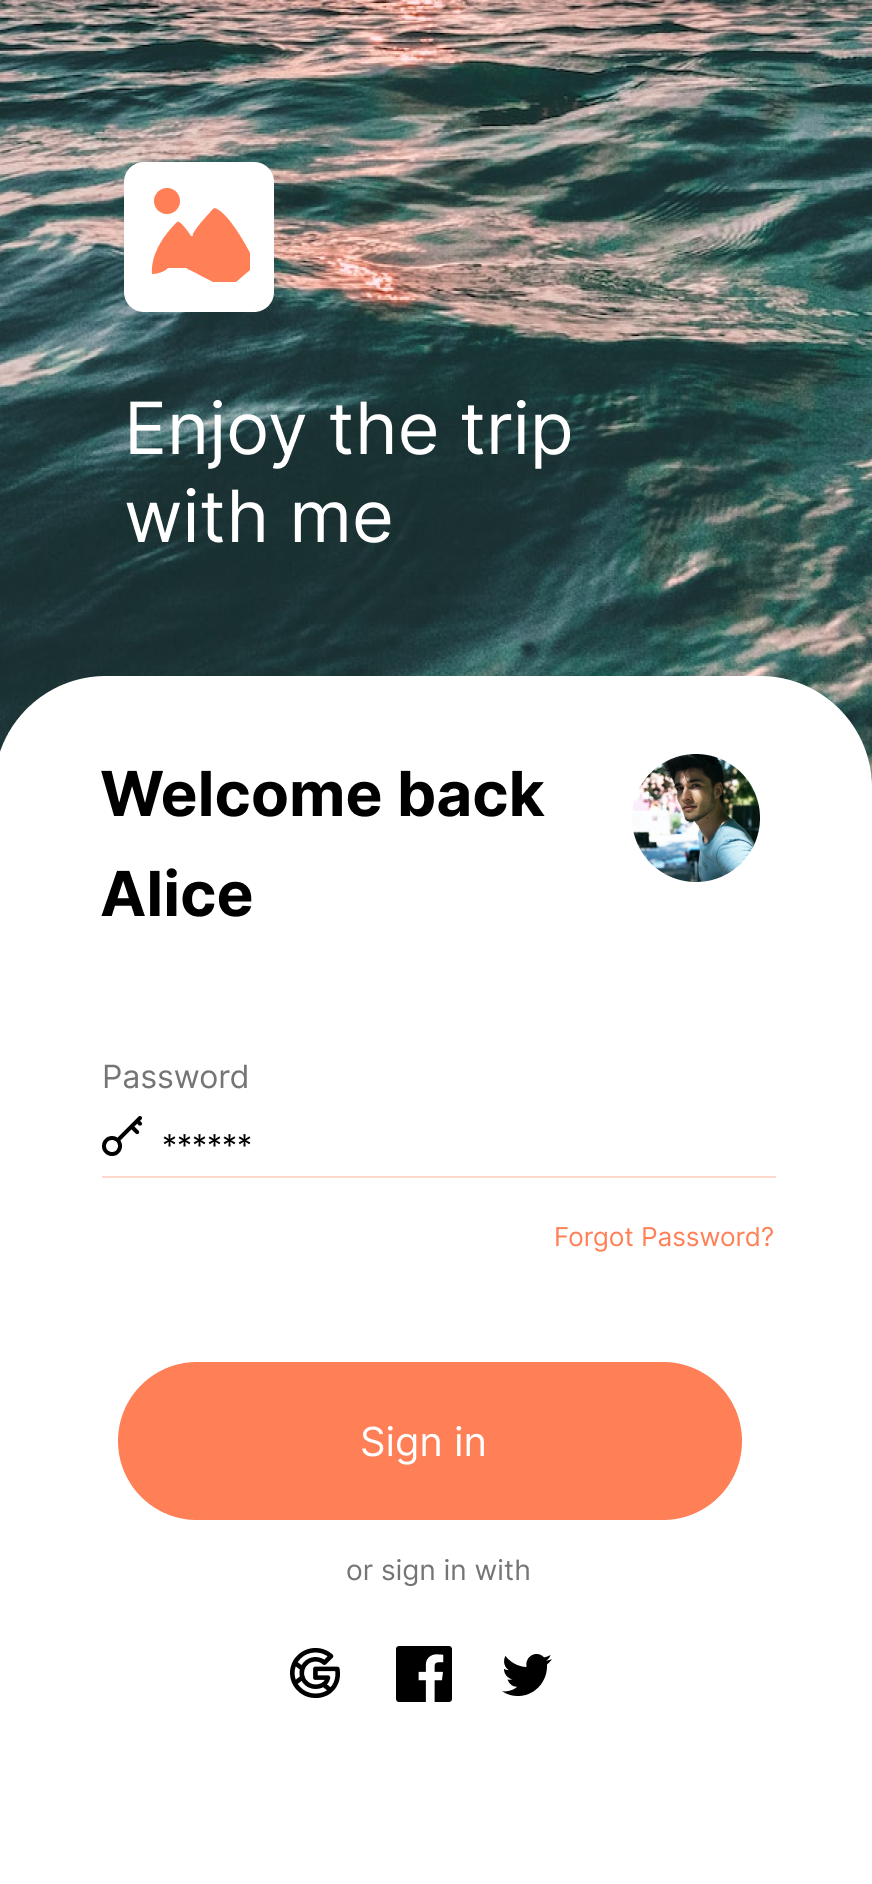 Enjoy the trip
with me
Welcome back
Alice
Password
******
Forgot Password?
Sign in
or sign in with